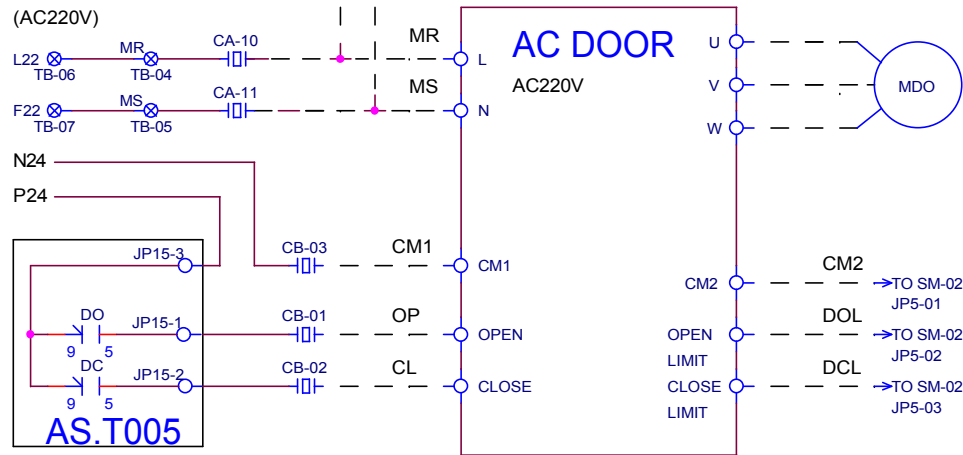 (AC220V)
L22
TB-06
MR
TB-04
CA-10
MR
L
AC DOOR
AC220V
U
V
W
MDO
F22
TB-07
MS
TB-05
CA-11
MS
N
N24
P24
JP15-3
CB-03
CM1
CM1
CM2
CM2
TO SM-02
JP5-01
DO
9
5
JP15-1
CB-01
OP
OPEN
OPEN
LIMIT
DOL
TO SM-02
JP5-02
DC
9
5
JP15-2
CB-02
CL
CLOSE
CLOSE
LIMIT
DCL
TO SM-02
JP5-03
AS.T005